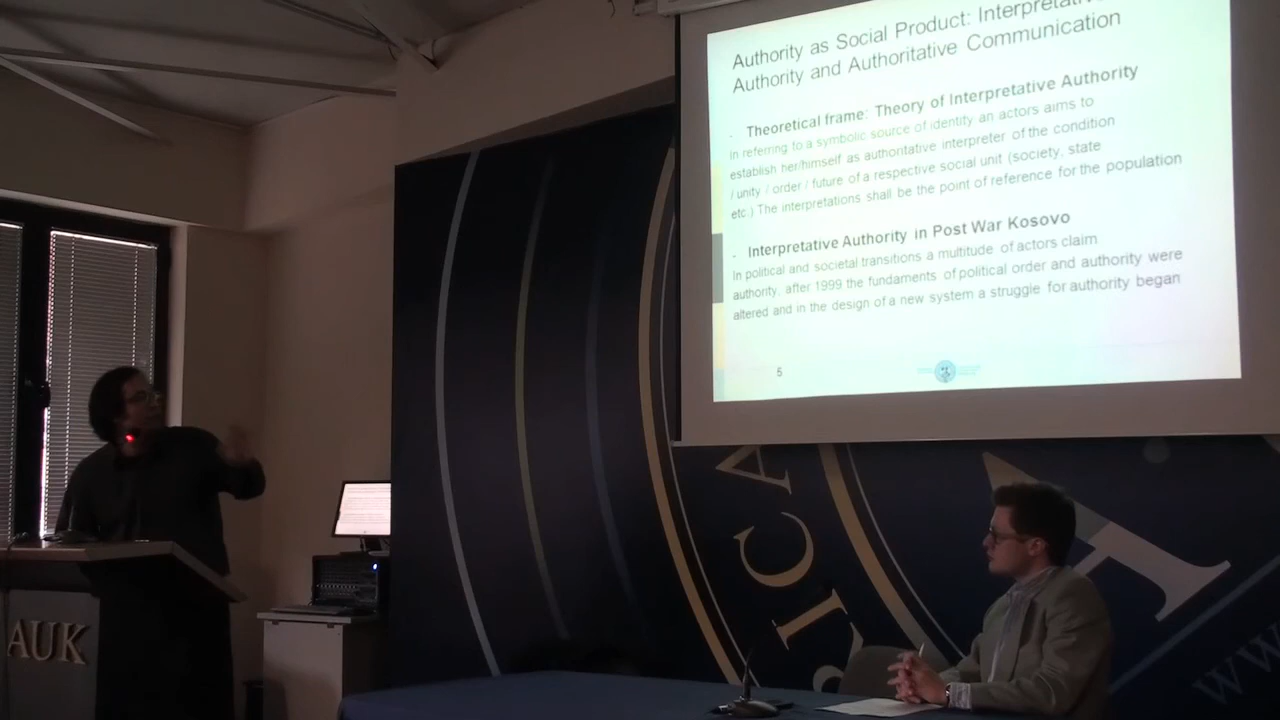 Authority as Social Product: Interpretative
Authority and Authoritative Communication
- Theoretical frame: Theory of Interpretative Authority
In referring to a symbolic source of identity an actors aims to
establish her/himself as authoritative interpreter of the condition
/ unity / order / future of a respective social unit (society, state
etc.) The interpretations shall be the point of reference for the population
- Interpretative Authority in Post War Kosovo
In political and societal transitions a multitude of actors claim
authority, after 1999 the fundaments of political order and authority were
altered and in the design of a new system a struggle for authority began
5
AUK
ICA
A
WW